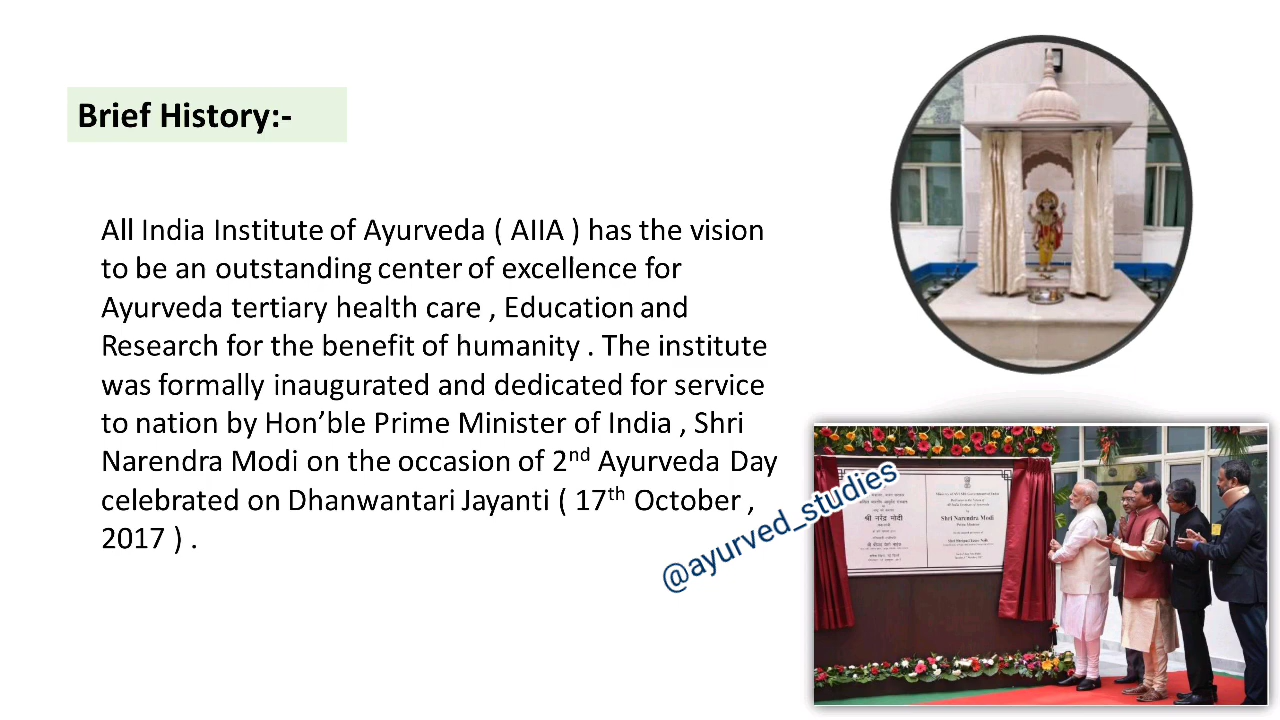 Brief History:-
All India Institute of Ayurveda ( AIIA ) has the vision
to be an outstanding center of excellence for
Ayurveda tertiary health care , Education and
Research for the benefit of humanity . The institute
was formally inaugurated and dedicated for service
to nation by Hon’ble Prime Minister of India , Shri
Narendra Modi on the occasion of 2nd Ayurveda Day
celebrated on Dhanwantari Jayanti ( 17th October ,
2017 ) .
@ayurved_studies
श्री नरेंद्र मोदी
Shri Narendra Modi
Prime Minister